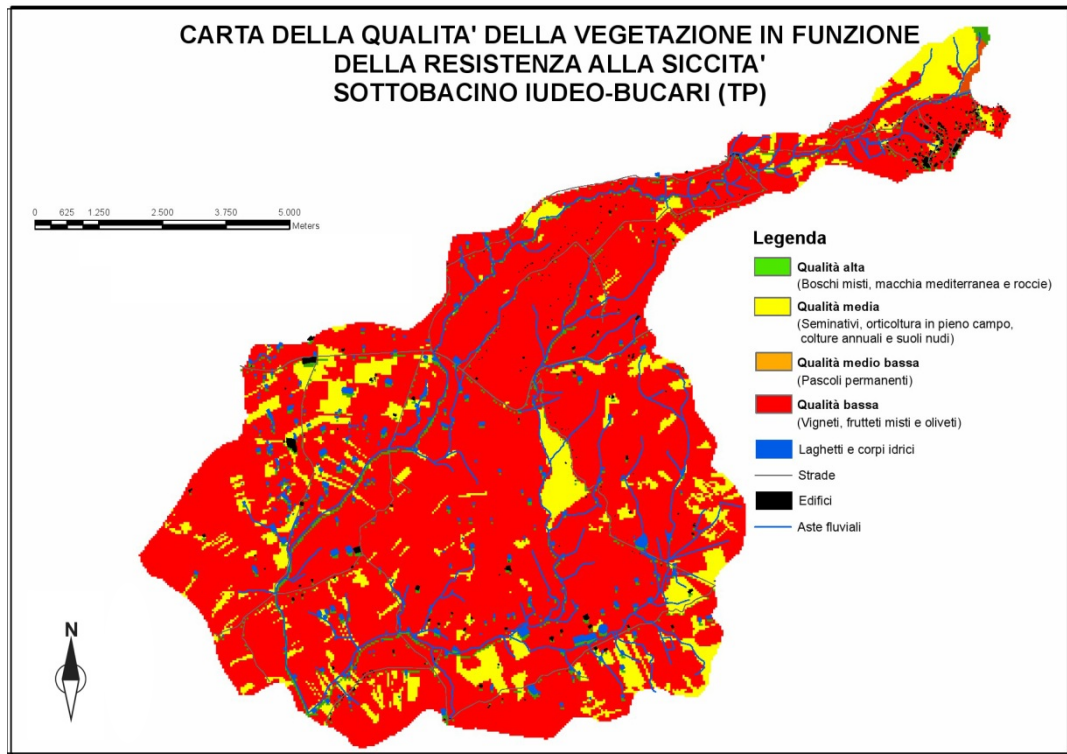 CARTA DELLA QUALITA' DELLA VEGETAZIONE IN FUNZIONE
DELLA RESISTENZA ALLA SICCITA'
SOTTOBACINO IUDEO-BUCARI (TP)
0 625 1.250 2.500 3.750 5.000
Meters
Legenda
Qualità alta
(Boschi misti, macchia mediterranea e roccie)
Qualità media
(Seminativi, orticoltura in pieno campo,
colture annuali e suoli nudi)
Qualità medio bassa
(Pascoli permanenti)
Qualità bassa
(Vigneti, frutteti misti e oliveti)
Laghetti e corpi idrici
Strade
Edifici
Aste fluviali
N